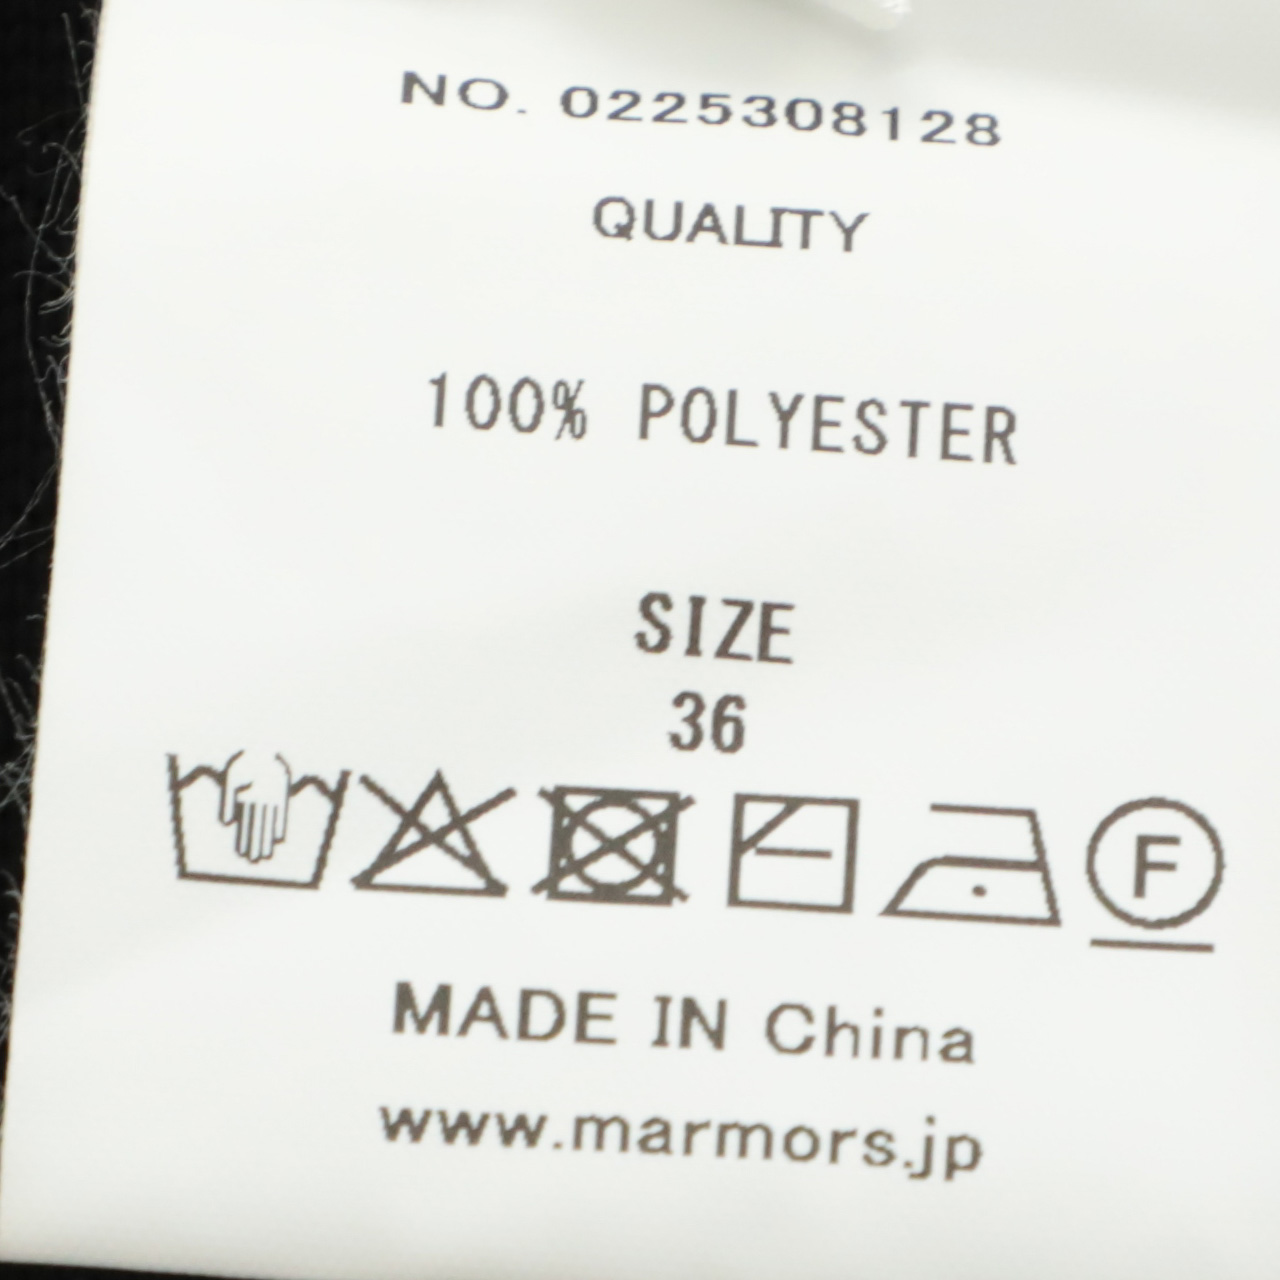 NO. 0225308128
QUALITY
100% POLYESTER
SIZE
36
F
MADE IN China
www.marmors.jp